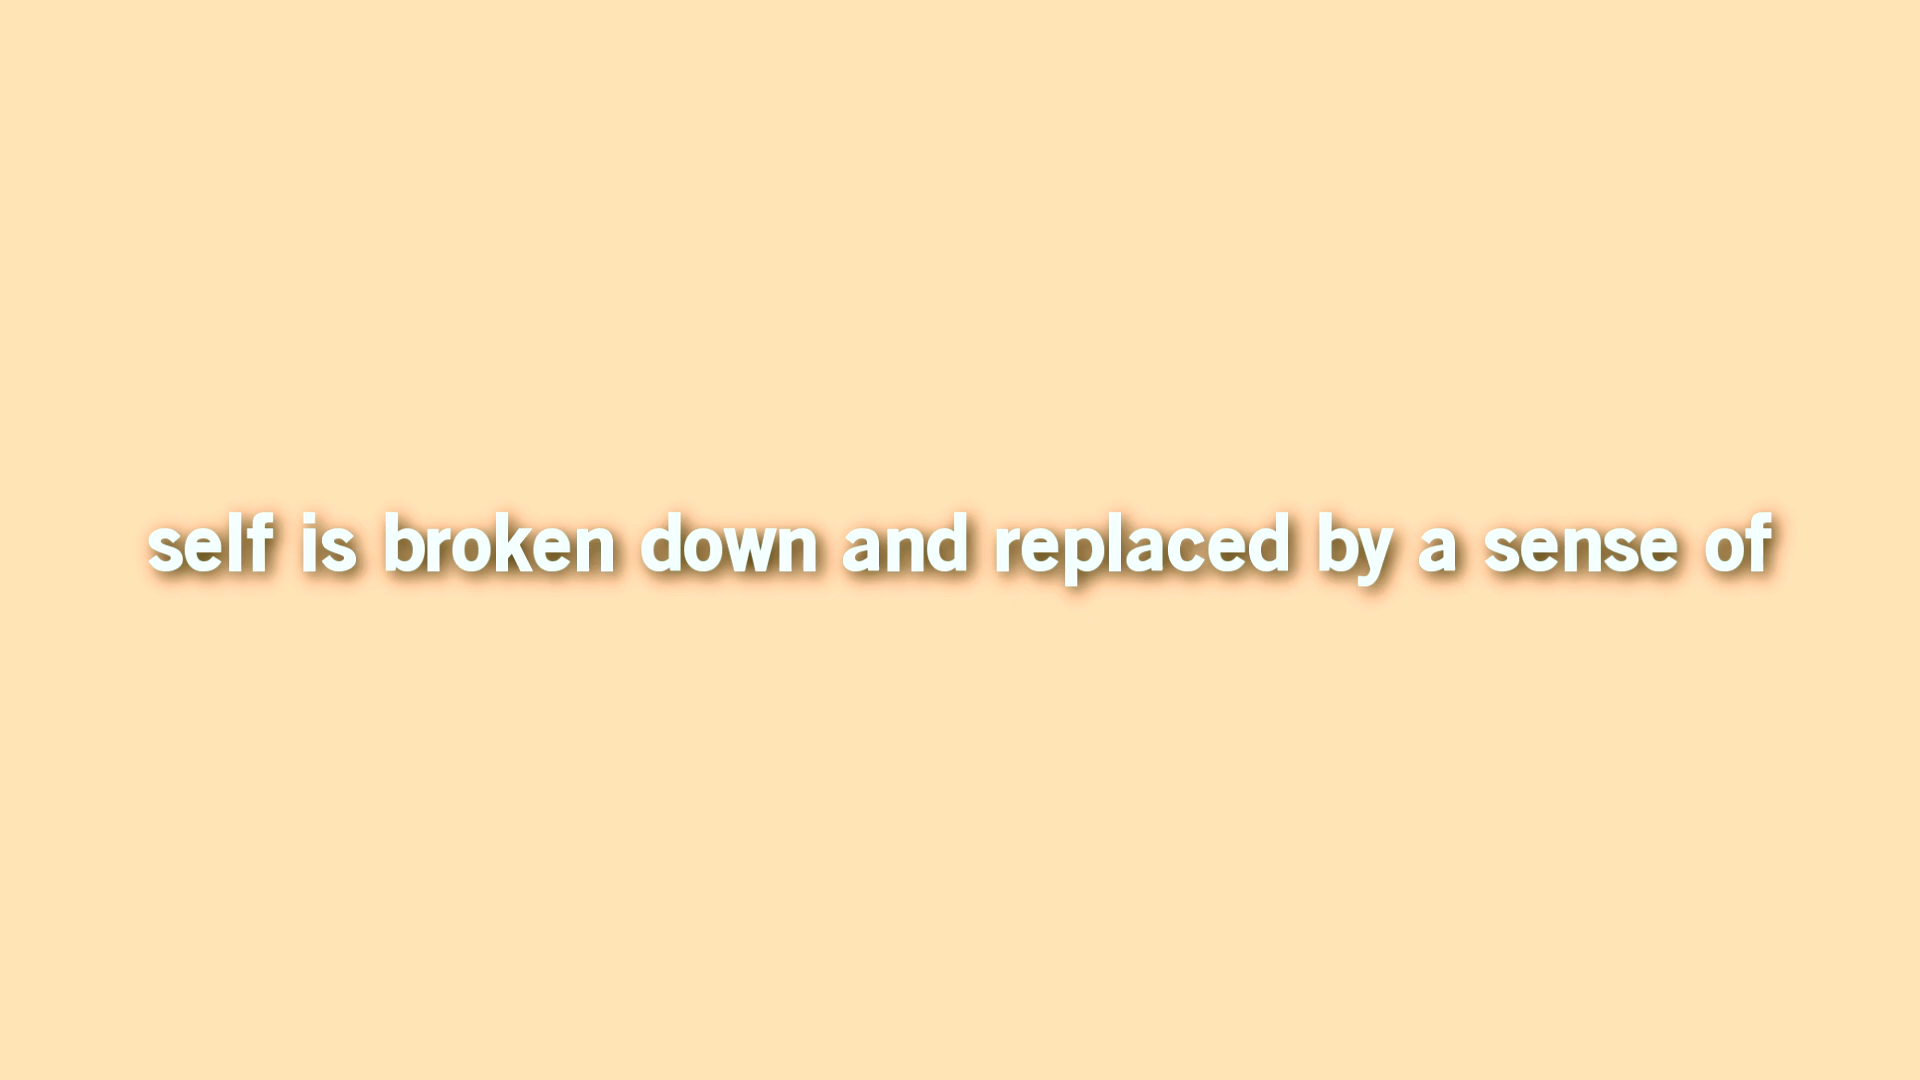 self is broken down and replaced by a sense of